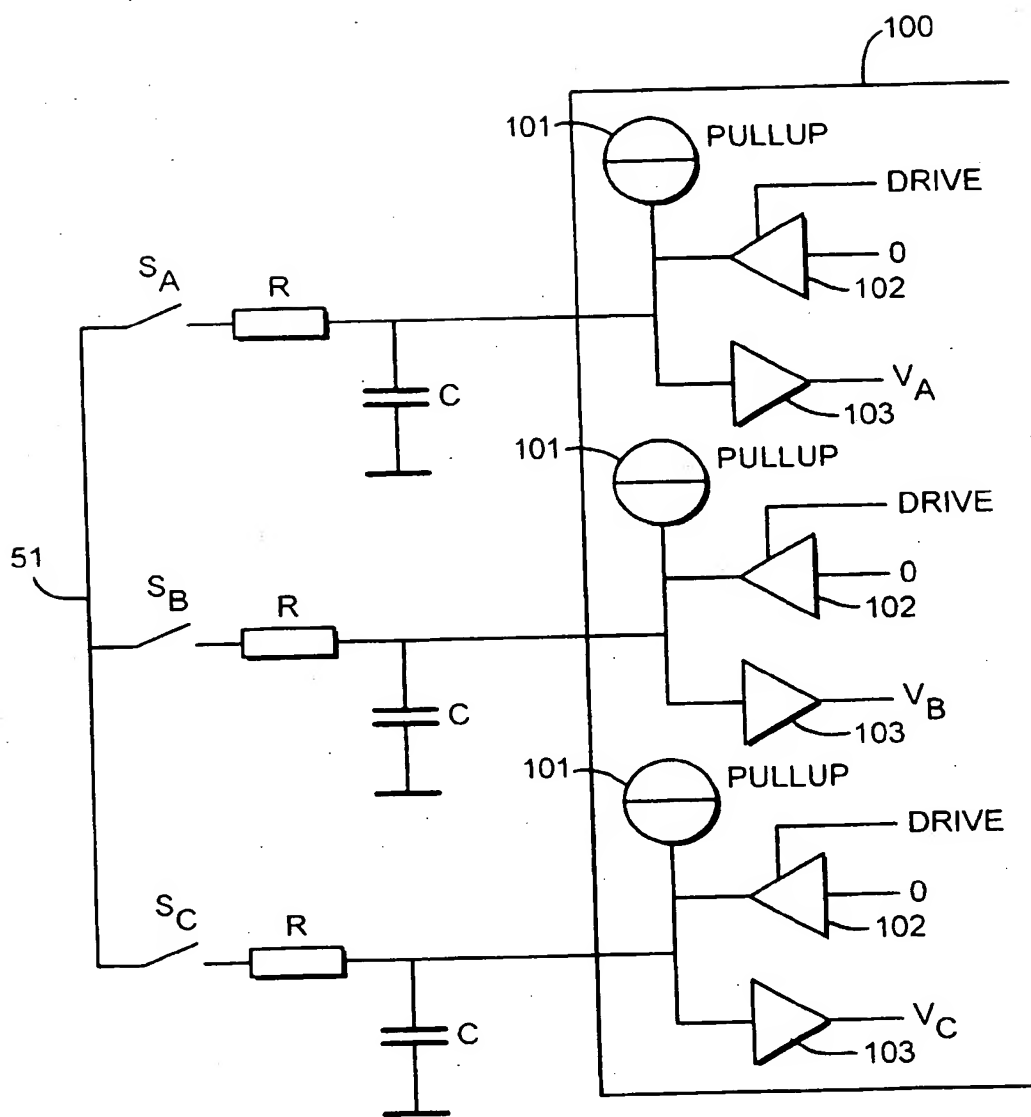 100
101 PULLUP
DRIVE
0
102
S_A R
C
V_A
103
101 PULLUP
DRIVE
0
102
51
S_B R
C
V_B
103
101 PULLUP
DRIVE
0
102
S_C R
C
V_C
103